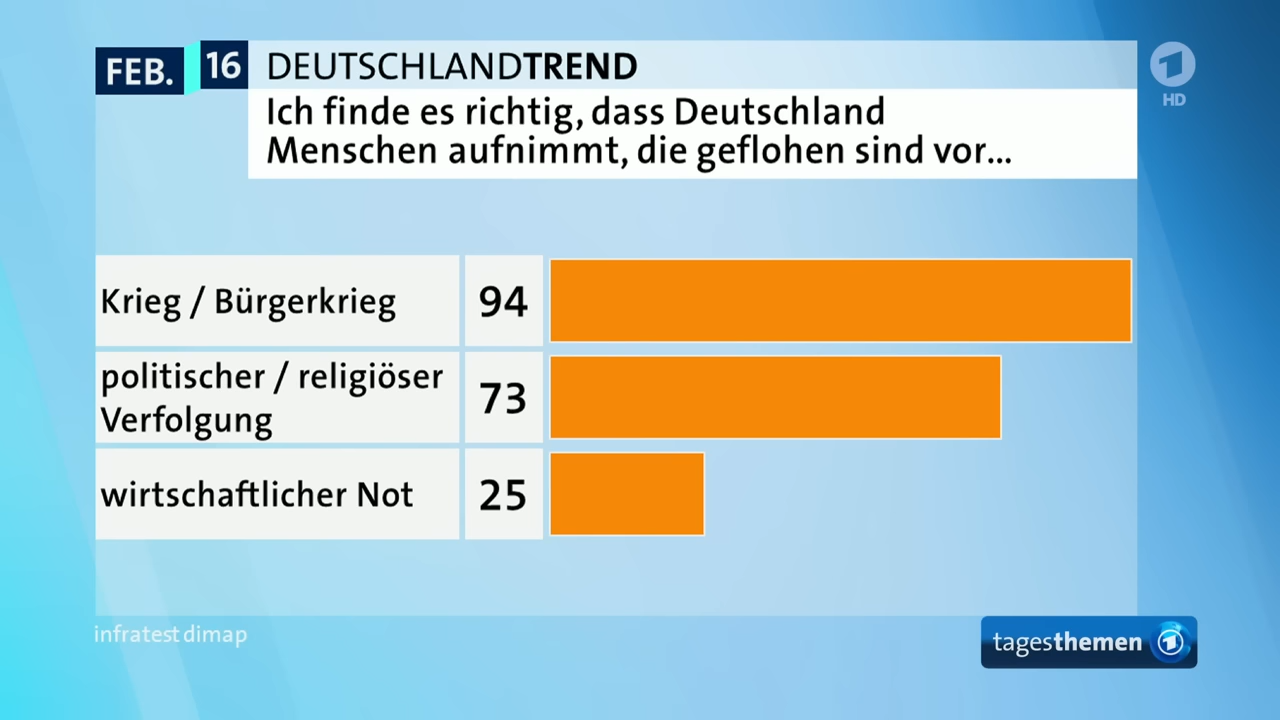 FEB. 16 DEUTSCHLANDTREND
HD
Ich finde es richtig, dass Deutschland
Menschen aufnimmt, die geflohen sind vor...
Krieg / Bürgerkrieg 94
politischer / religiöser
Verfolgung 73
wirtschaftlicher Not 25
infratest dimap
tagesthemen 1